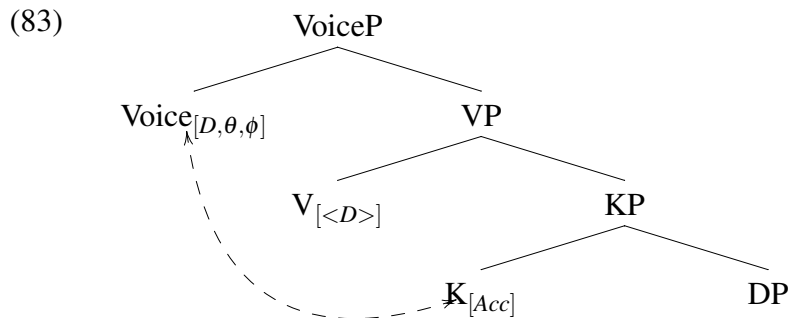 (83)
VoiceP
Voice[D,θ,ϕ] VP
V[<D>] KP
K[Acc] DP